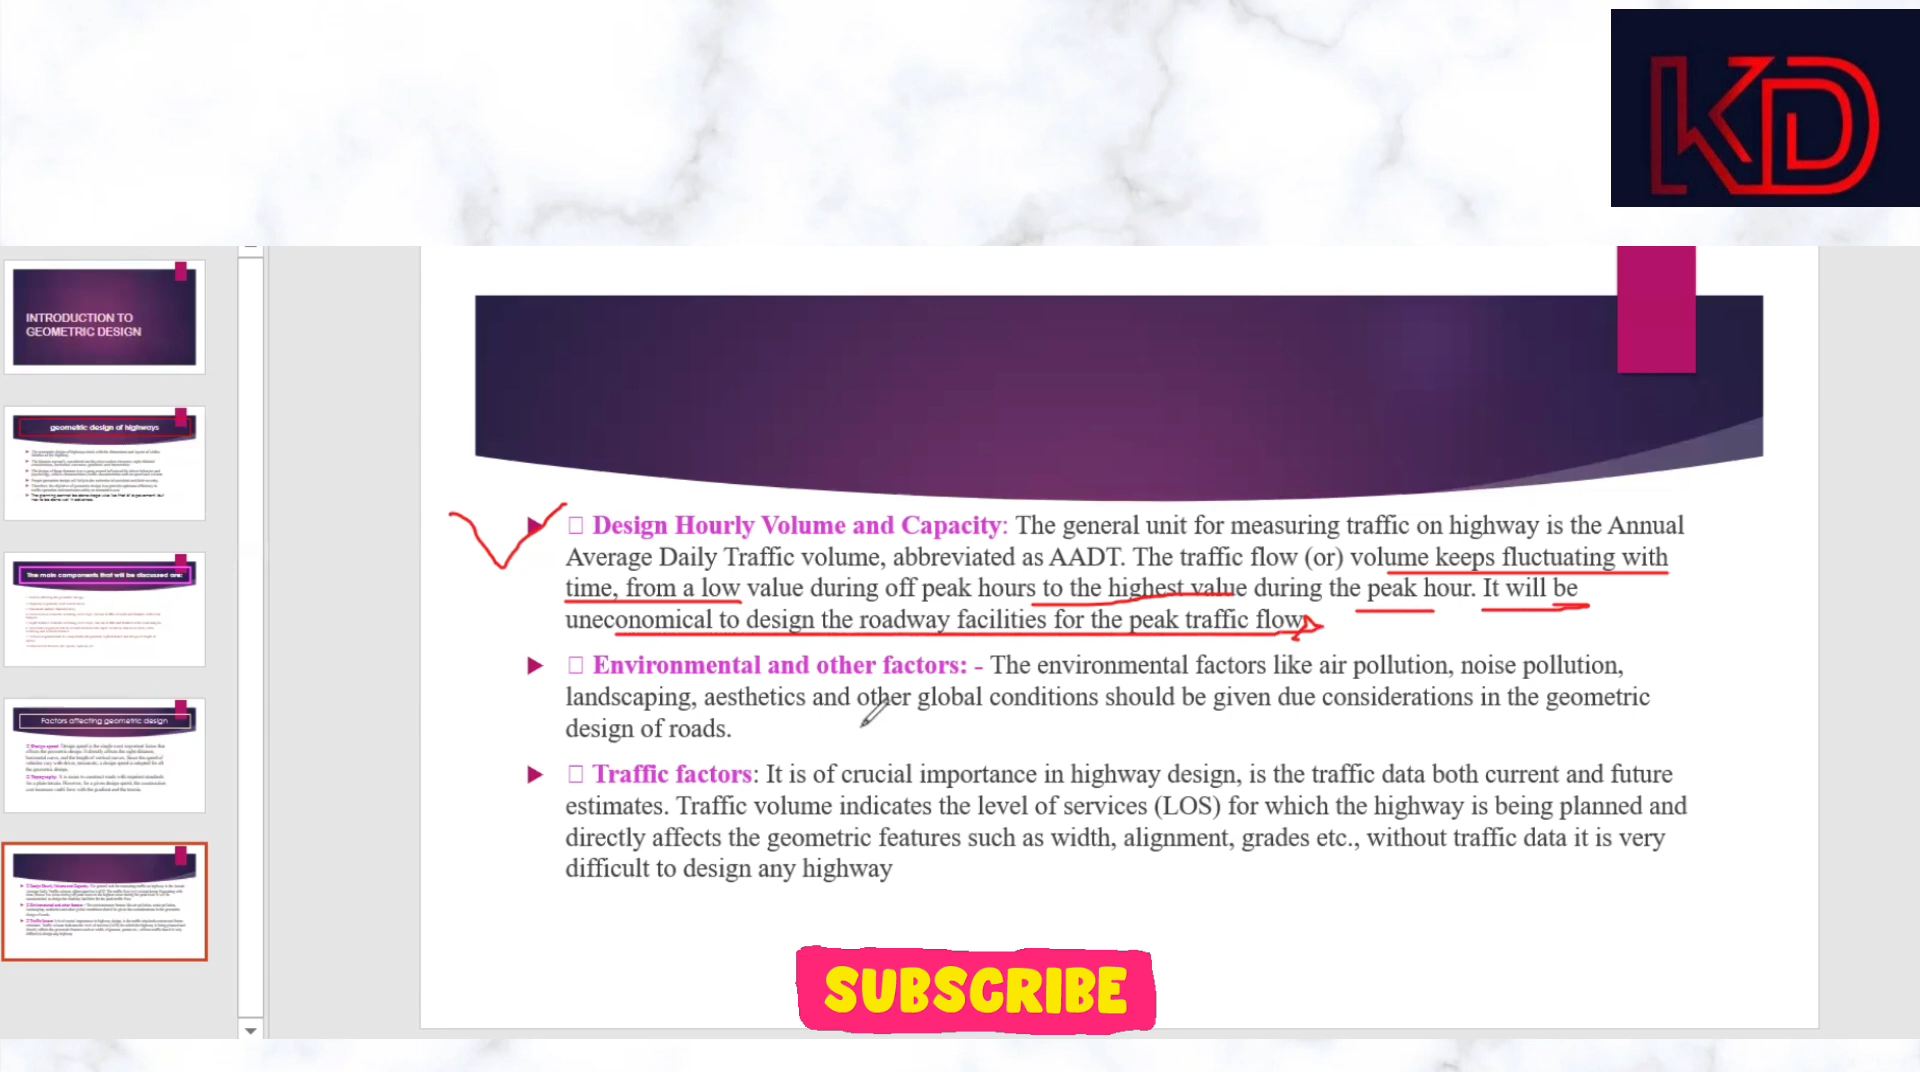 KD
INTRODUCTION TO
GEOMETRIC DESIGN
geometric design of highways
The main components that will be discussed are:
Factors affecting geometric design
Design Hourly Volume and Capacity: The general unit for measuring traffic on highway is the Annual
Average Daily Traffic volume, abbreviated as AADT. The traffic flow (or) volume keeps fluctuating with
time, from a low value during off peak hours to the highest value during the peak hour. It will be
uneconomical to design the roadway facilities for the peak traffic flow
Environmental and other factors: - The environmental factors like air pollution, noise pollution,
landscaping, aesthetics and other global conditions should be given due considerations in the geometric
design of roads.
Traffic factors: It is of crucial importance in highway design, is the traffic data both current and future
estimates. Traffic volume indicates the level of services (LOS) for which the highway is being planned and
directly affects the geometric features such as width, alignment, grades etc., without traffic data it is very
difficult to design any highway
SUBSCRIBE